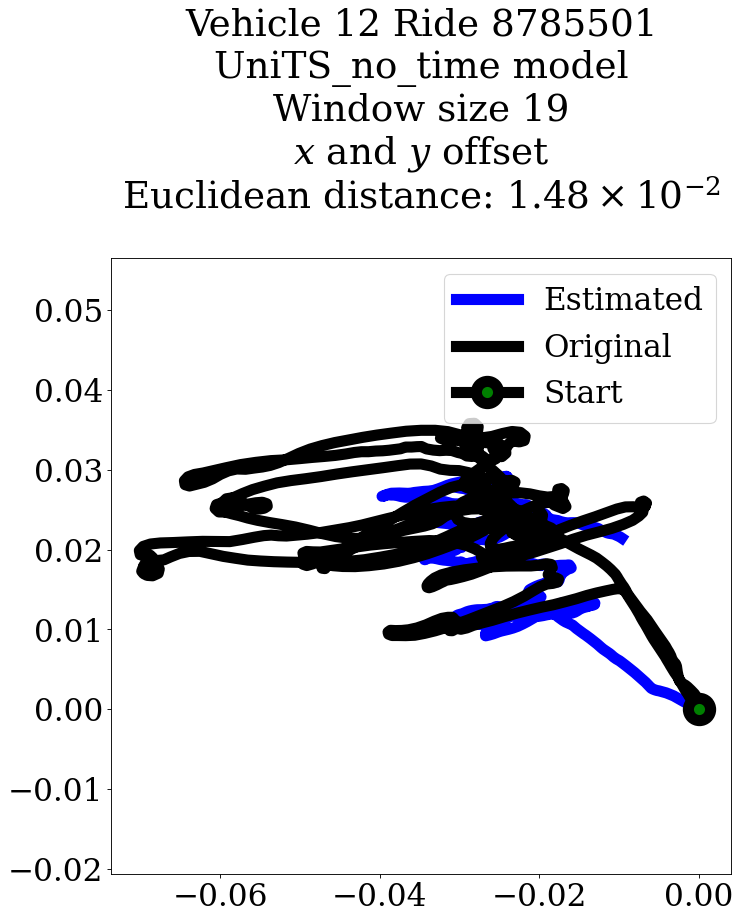 Vehicle 12 Ride 8785501
UniTS_no_time model
Window size 19
x and y offset
Euclidean distance: 1.48 × 10⁻²
Estimated
Original
Start
0.05
0.04
0.03
0.02
0.01
0.00
−0.01
−0.02
−0.06
−0.04
−0.02
0.00